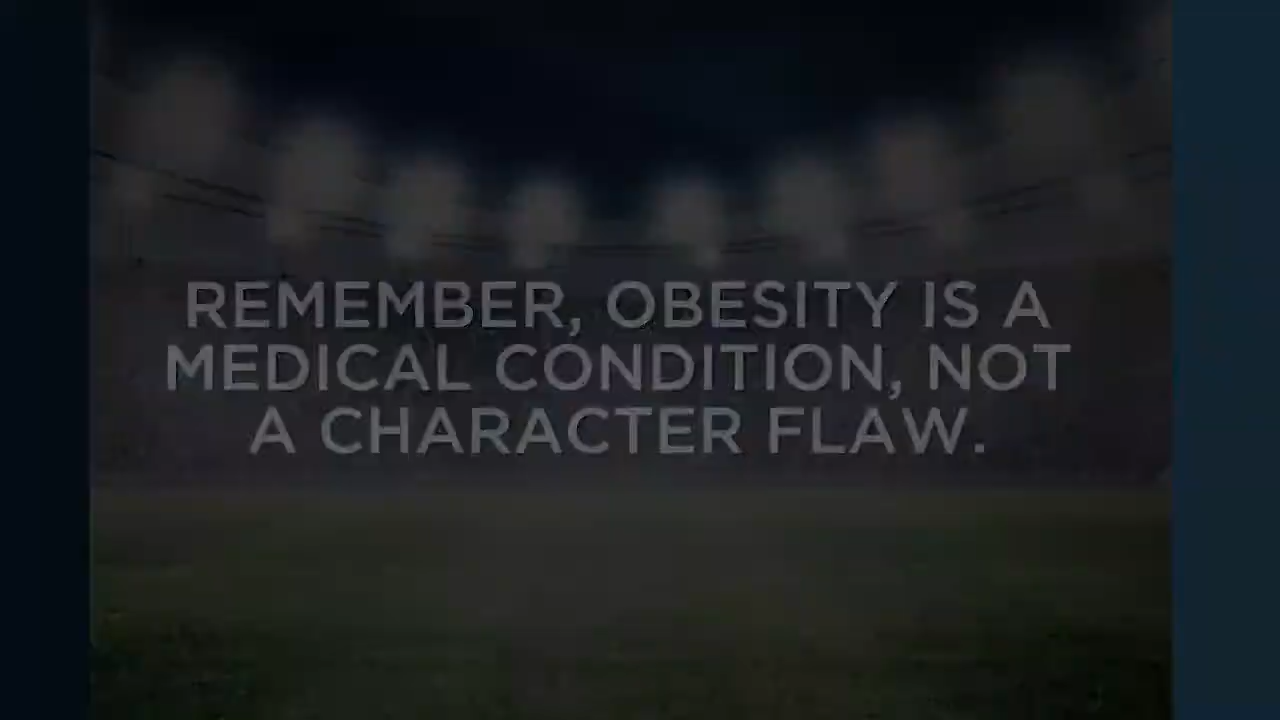 REMEMBER, OBESITY IS A
MEDICAL CONDITION, NOT
A CHARACTER FLAW.